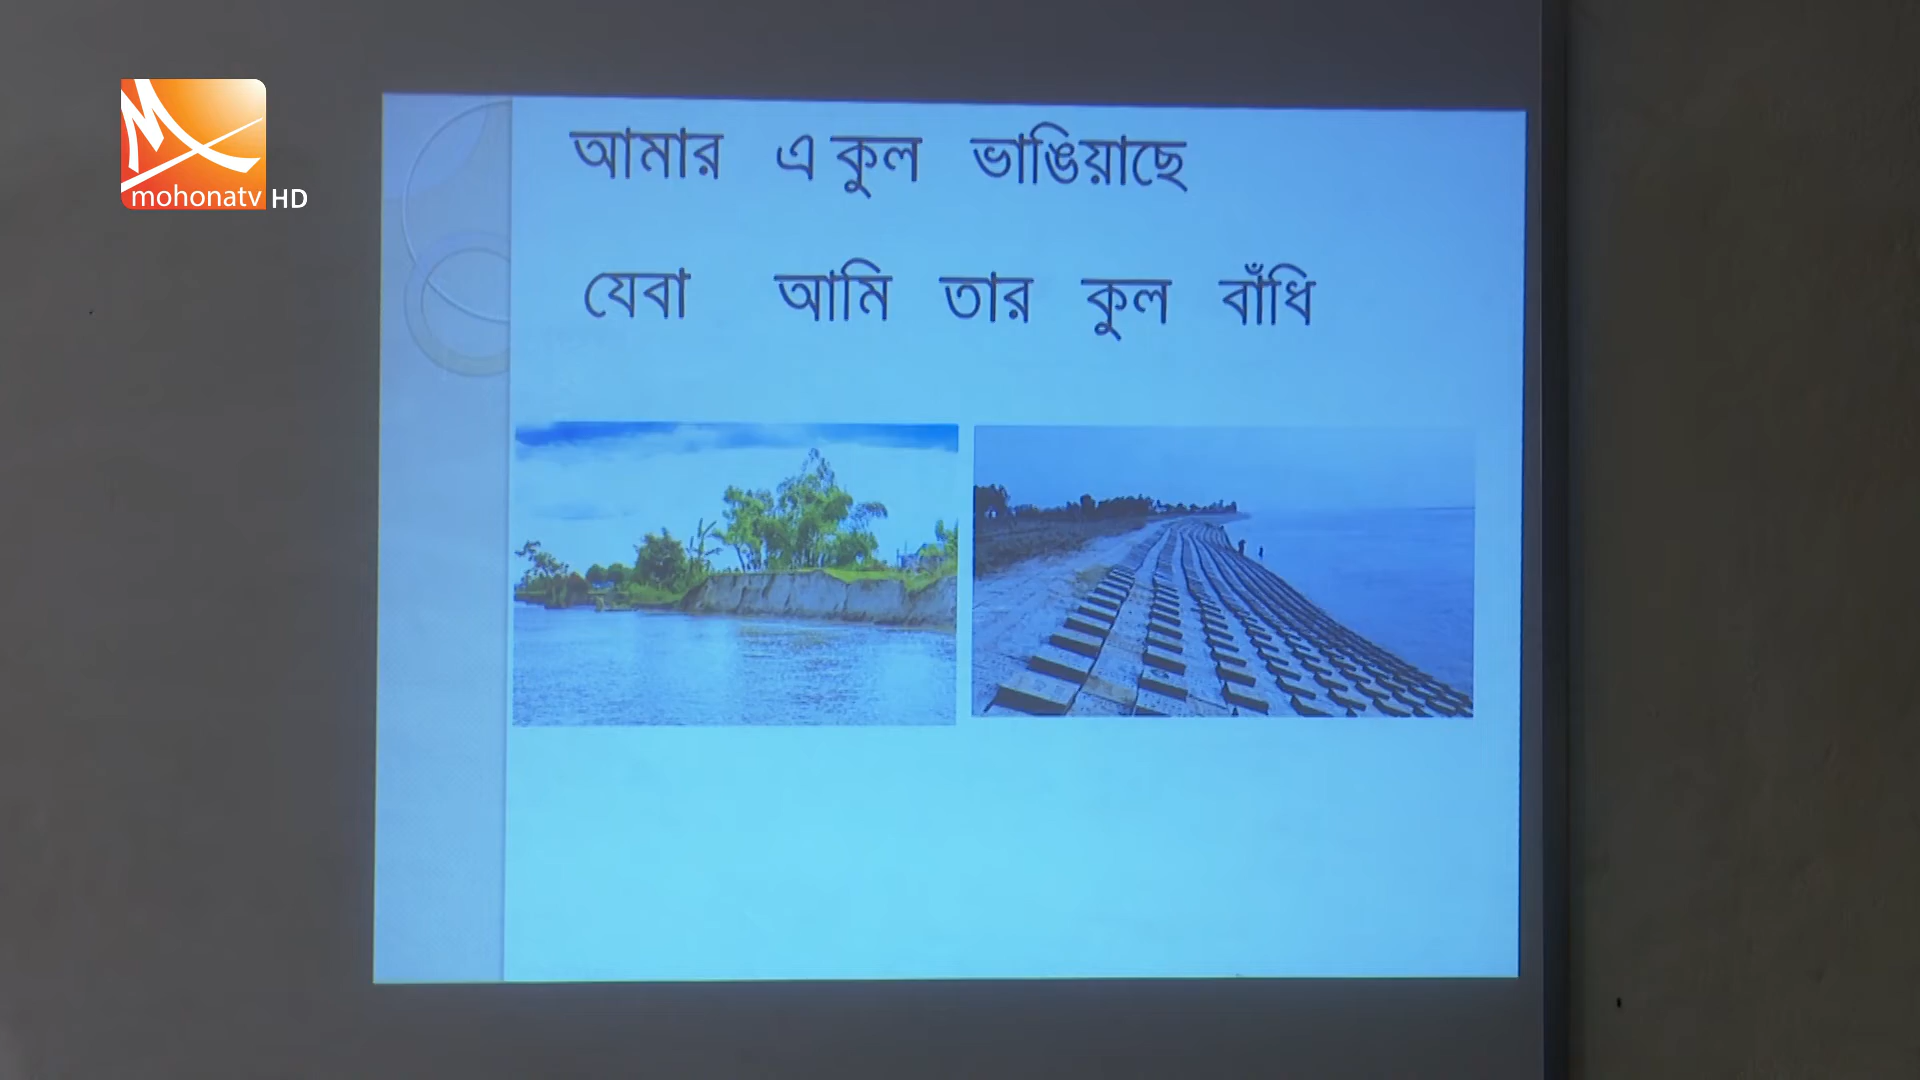 mohonatv HD
আমার এ কুল ভাঙিয়াছে
যেবা আমি তার কুল বাঁধি